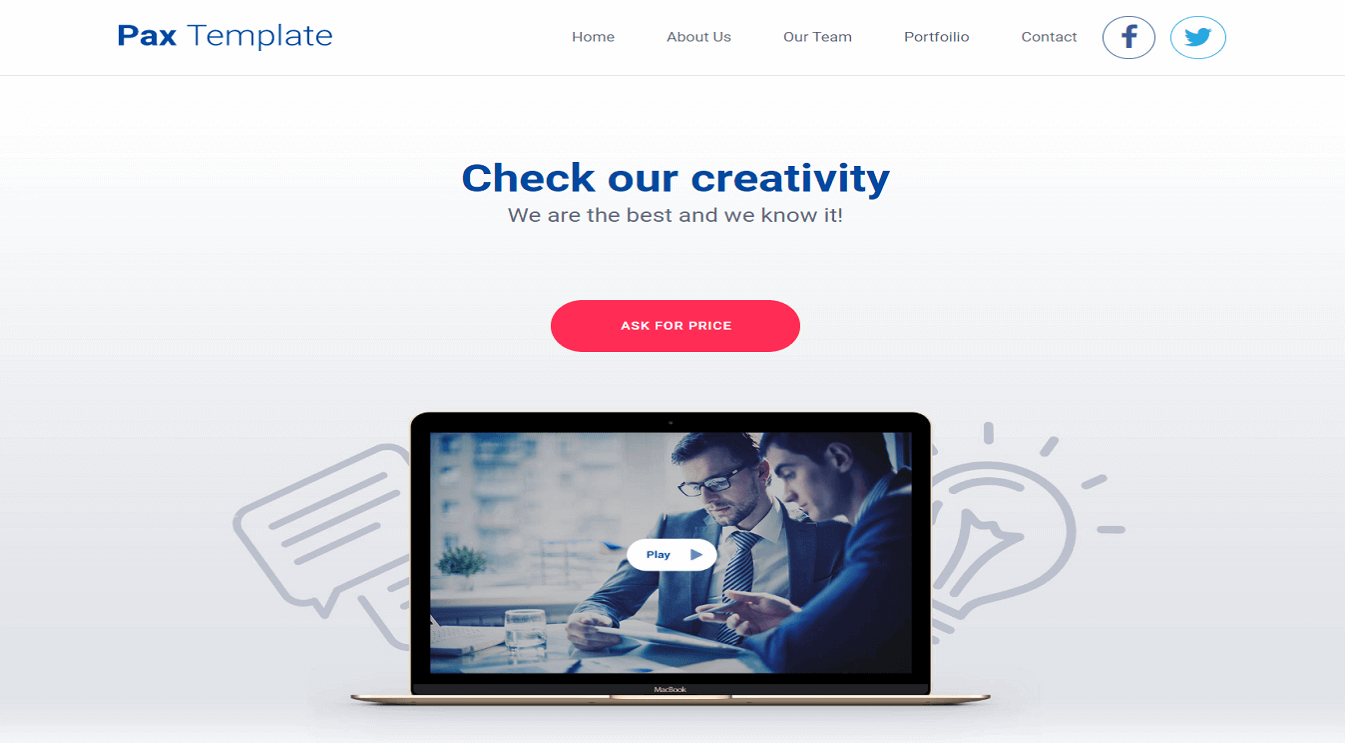 Pax Template
Home About Us Our Team Portfoilio Contact
Check our creativity
We are the best and we know it!
ASK FOR PRICE
Play
MacBook